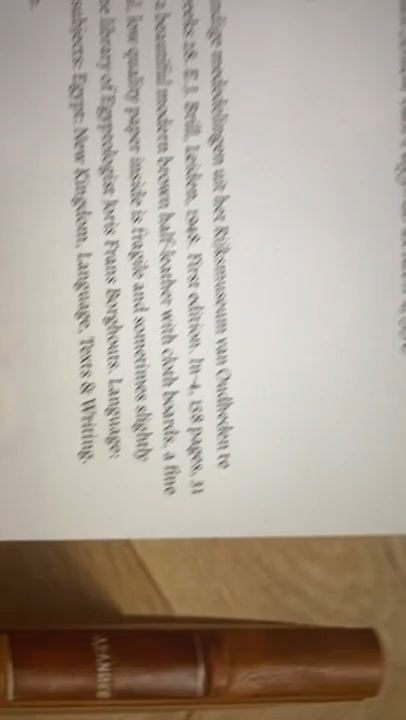 ndige mededelingen uit het Rijksmuseum van Oudheden te
eeks 28. E.J. Brill, Leiden, 1948. First edition. In-4, 158 pages, 31
a beautiful modern brown half-leather with cloth boards, a fine
l, low quality paper inside is fragile and sometimes slightly
he library of Egyptologist Joris Frans Borghouts. Language:
subjects: Egypt: New Kingdom, Language, Texts & Writing.